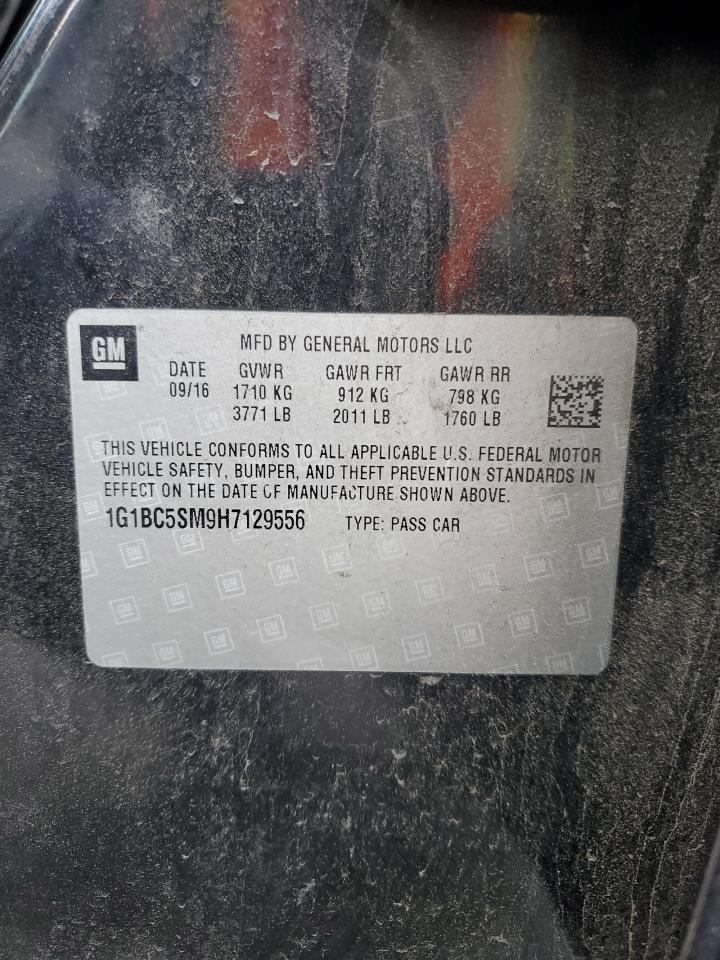 GM
MFD BY GENERAL MOTORS LLC
DATE GVWR GAWR FRT GAWR RR
09/16 1710 KG 912 KG 798 KG
3771 LB 2011 LB 1760 LB
THIS VEHICLE CONFORMS TO ALL APPLICABLE U.S. FEDERAL MOTOR
VEHICLE SAFETY, BUMPER, AND THEFT PREVENTION STANDARDS IN
EFFECT ON THE DATE OF MANUFACTURE SHOWN ABOVE.
1G1BC5SM9H7129556 TYPE: PASS CAR